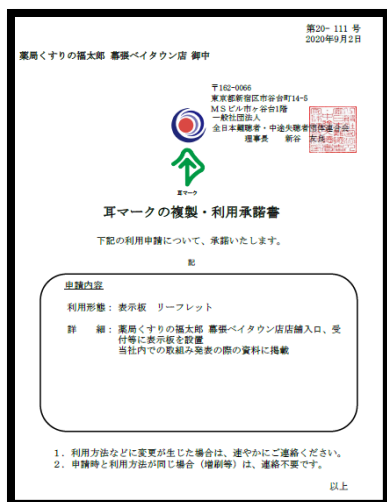 第20- 111 号
2020年9月2日
薬局くすりの福太郎 幕張ベイタウン店 御中
〒162-0066
東京都新宿区市谷台町14-5
MSビル市ヶ谷台1階
一般社団法人
全日本難聴者・中途失聴者団体連合会
理事長 新谷 友良
耳マーク
耳マークの複製・利用承諾書
下記の利用申請について、承諾いたします。
記
申請内容
利用形態： 表示板 リーフレット
詳 細： 薬局くすりの福太郎 幕張ベイタウン店店舗入口、受
付等に表示板を設置
当社内での取組み発表の際の資料に掲載
1. 利用方法などに変更が生じた場合は、速やかにご連絡ください。
2. 申請時と利用方法が同じ場合（増刷等）は、連絡不要です。
以上